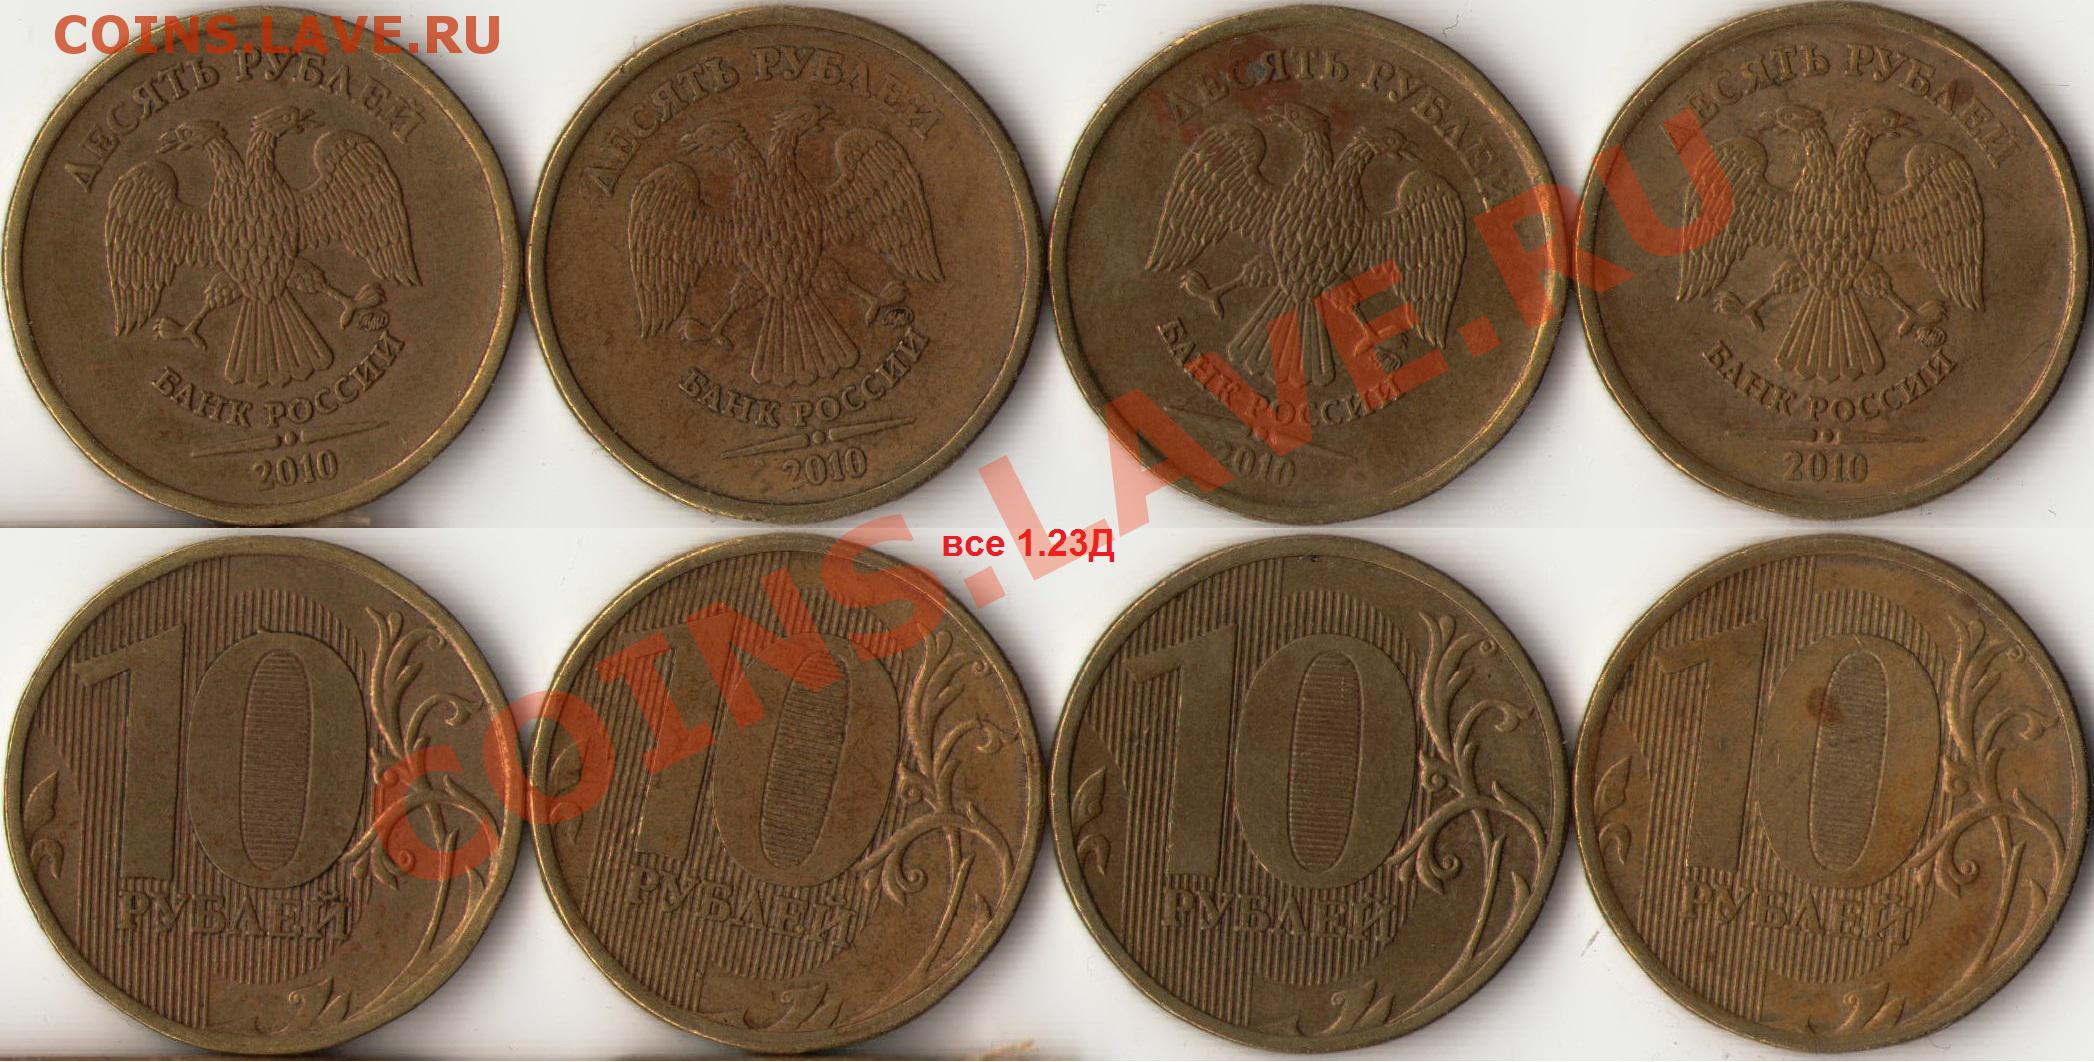 COINS.LAVE.RU
ДЕСЯТЬ РУБЛЕЙ
БАНК РОССИИ
2010
ДЕСЯТЬ РУБЛЕЙ
БАНК РОССИИ
2010
ДЕСЯТЬ РУБЛЕЙ
БАНК РОССИИ
2010
ДЕСЯТЬ РУБЛЕЙ
БАНК РОССИИ
2010
COINS.LAVE.RU
все 1.23Д
10
РУБЛЕЙ
10
РУБЛЕЙ
10
РУБЛЕЙ
10
РУБЛЕЙ